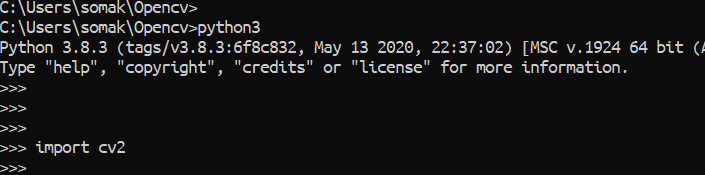 C:\Users\somak\Opencv>
C:\Users\somak\Opencv>python3
Python 3.8.3 (tags/v3.8.3:6f8c832, May 13 2020, 22:37:02) [MSC v.1924 64 bit (
Type "help", "copyright", "credits" or "license" for more information.
>>>
>>>
>>>
>>> import cv2
>>>